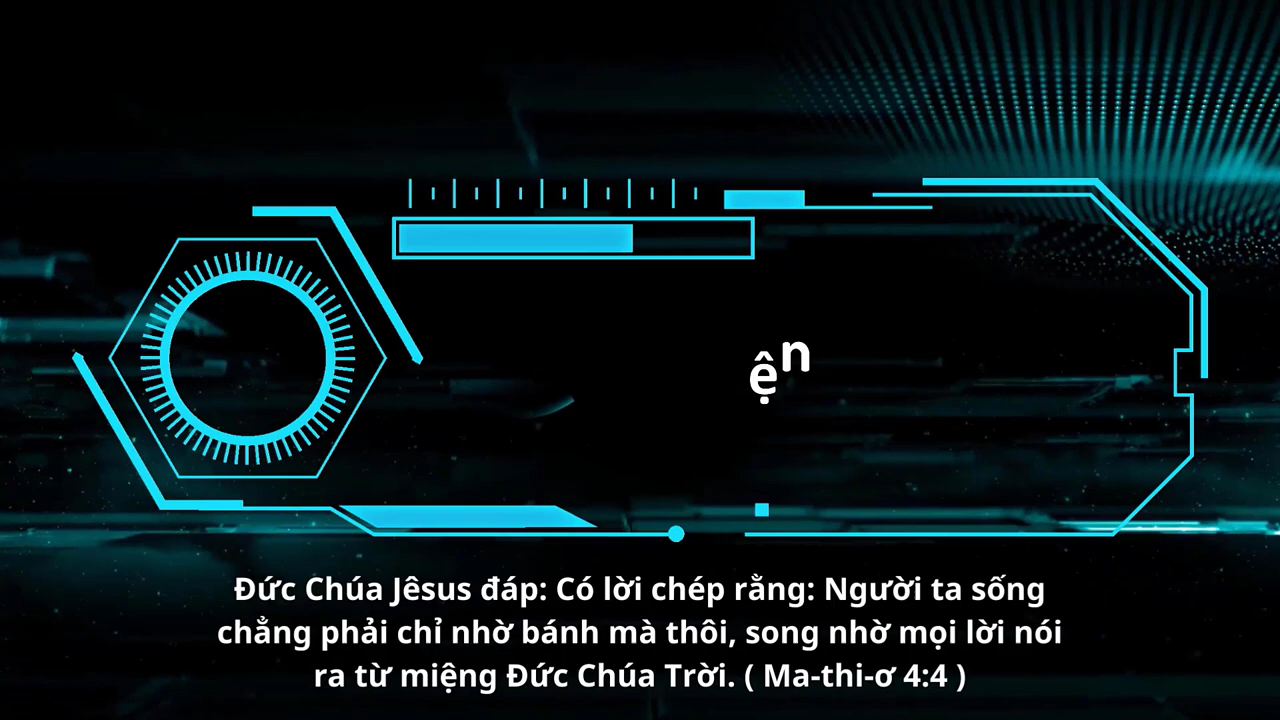 ện
Đức Chúa Jêsus đáp: Có lời chép rằng: Người ta sống
chẳng phải chỉ nhờ bánh mà thôi, song nhờ mọi lời nói
ra từ miệng Đức Chúa Trời. ( Ma-thi-ơ 4:4 )